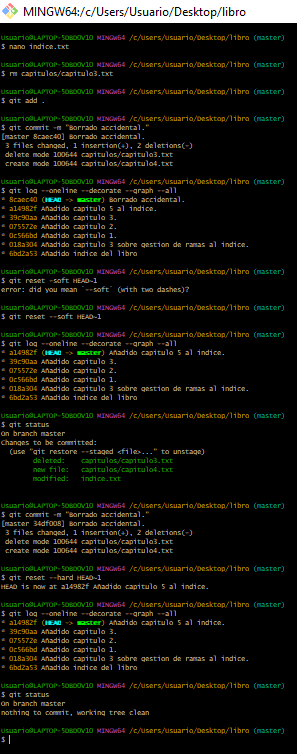 MINGW64:/c/Users/Usuario/Desktop/libro
Usuario@LAPTOP-5DBDOV1O MINGW64 /c/Users/Usuario/Desktop/libro (master)
$ nano indice.txt
Usuario@LAPTOP-5DBDOV1O MINGW64 /c/Users/Usuario/Desktop/libro (master)
$ rm capitulos/capitulo3.txt
Usuario@LAPTOP-5DBDOV1O MINGW64 /c/Users/Usuario/Desktop/libro (master)
$ git add .
Usuario@LAPTOP-5DBDOV1O MINGW64 /c/Users/Usuario/Desktop/libro (master)
$ git commit -m "Borrado accidental."
[master 8caec40] Borrado accidental.
3 files changed, 1 insertion(+), 2 deletions(-)
delete mode 100644 capitulos/capitulo3.txt
create mode 100644 capitulos/capitulo4.txt
Usuario@LAPTOP-5DBDOV1O MINGW64 /c/Users/Usuario/Desktop/libro (master)
$ git log --oneline --decorate --graph --all
* 8caec40 (HEAD -> master) Borrado accidental.
* a14982f Añadido capitulo 5 al indice.
* 39c90aa Añadido capitulo 3.
* 075572e Añadido capitulo 2.
* 0c566bd Añadido capitulo 1.
* 018a304 Añadido capitulo 3 sobre gestion de ramas al indice.
* 6bd2a53 Añadido indice del libro
Usuario@LAPTOP-5DBDOV1O MINGW64 /c/Users/Usuario/Desktop/libro (master)
$ git reset -soft HEAD~1
error: did you mean `--soft` (with two dashes)?
Usuario@LAPTOP-5DBDOV1O MINGW64 /c/Users/Usuario/Desktop/libro (master)
$ git reset --soft HEAD~1
Usuario@LAPTOP-5DBDOV1O MINGW64 /c/Users/Usuario/Desktop/libro (master)
$ git log --oneline --decorate --graph --all
* a14982f (HEAD -> master) Añadido capitulo 5 al indice.
* 39c90aa Añadido capitulo 3.
* 075572e Añadido capitulo 2.
* 0c566bd Añadido capitulo 1.
* 018a304 Añadido capitulo 3 sobre gestion de ramas al indice.
* 6bd2a53 Añadido indice del libro
Usuario@LAPTOP-5DBDOV1O MINGW64 /c/Users/Usuario/Desktop/libro (master)
$ git status
On branch master
Changes to be committed:
(use "git restore --staged <file>..." to unstage)
deleted: capitulos/capitulo3.txt
new file: capitulos/capitulo4.txt
modified: indice.txt
Usuario@LAPTOP-5DBDOV1O MINGW64 /c/Users/Usuario/Desktop/libro (master)
$ git commit -m "Borrado accidental."
[master 34df008] Borrado accidental.
3 files changed, 1 insertion(+), 2 deletions(-)
delete mode 100644 capitulos/capitulo3.txt
create mode 100644 capitulos/capitulo4.txt
Usuario@LAPTOP-5DBDOV1O MINGW64 /c/Users/Usuario/Desktop/libro (master)
$ git reset --hard HEAD~1
HEAD is now at a14982f Añadido capitulo 5 al indice.
Usuario@LAPTOP-5DBDOV1O MINGW64 /c/Users/Usuario/Desktop/libro (master)
$ git log --oneline --decorate --graph --all
* a14982f (HEAD -> master) Añadido capitulo 5 al indice.
* 39c90aa Añadido capitulo 3.
* 075572e Añadido capitulo 2.
* 0c566bd Añadido capitulo 1.
* 018a304 Añadido capitulo 3 sobre gestion de ramas al indice.
* 6bd2a53 Añadido indice del libro
Usuario@LAPTOP-5DBDOV1O MINGW64 /c/Users/Usuario/Desktop/libro (master)
$ git status
On branch master
nothing to commit, working tree clean
Usuario@LAPTOP-5DBDOV1O MINGW64 /c/Users/Usuario/Desktop/libro (master)
$